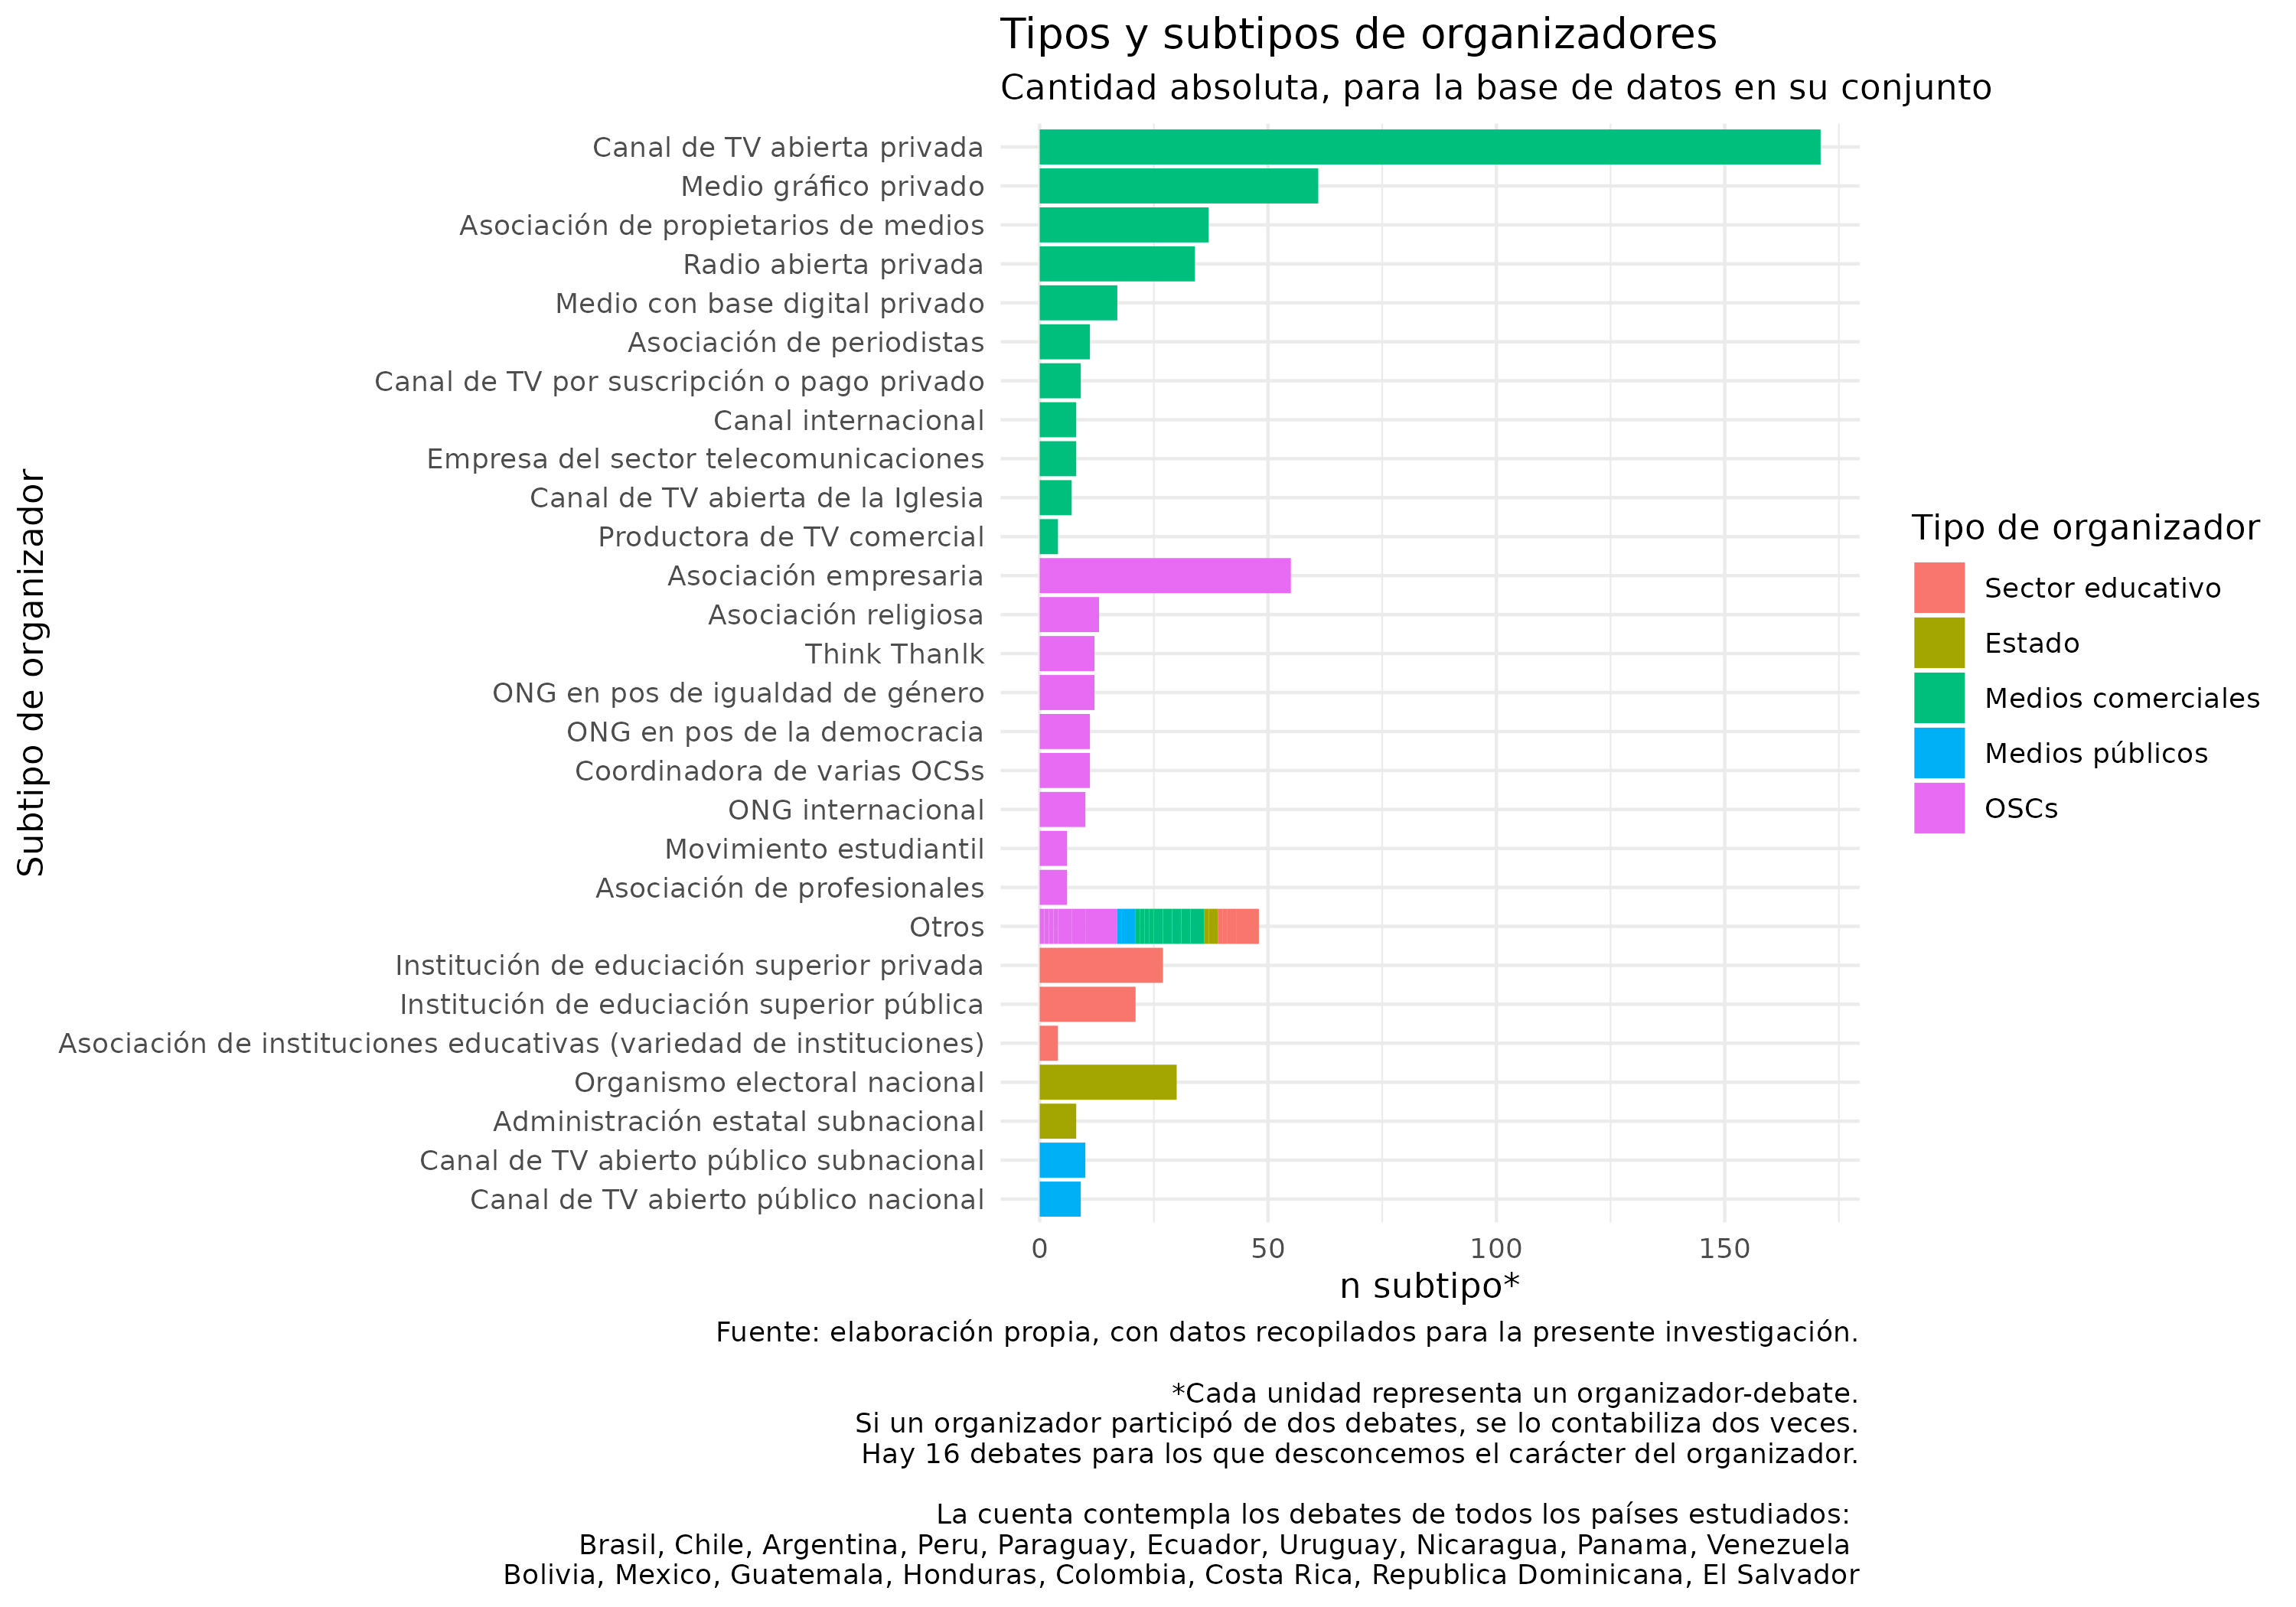 Tipos y subtipos de organizadores
Cantidad absoluta, para la base de datos en su conjunto
Subtipo de organizador
Canal de TV abierta privada
Medio gráfico privado
Asociación de propietarios de medios
Radio abierta privada
Medio con base digital privado
Asociación de periodistas
Canal de TV por suscripción o pago privado
Canal internacional
Empresa del sector telecomunicaciones
Canal de TV abierta de la Iglesia
Productora de TV comercial
Asociación empresaria
Asociación religiosa
Think Thanlk
ONG en pos de igualdad de género
ONG en pos de la democracia
Coordinadora de varias OCSs
ONG internacional
Movimiento estudiantil
Asociación de profesionales
Otros
Institución de educiación superior privada
Institución de educiación superior pública
Asociación de instituciones educativas (variedad de instituciones)
Organismo electoral nacional
Administración estatal subnacional
Canal de TV abierto público subnacional
Canal de TV abierto público nacional
0 50 100 150
n subtipo*
Tipo de organizador
Sector educativo
Estado
Medios comerciales
Medios públicos
OSCs
Fuente: elaboración propia, con datos recopilados para la presente investigación.
*Cada unidad representa un organizador-debate.
Si un organizador participó de dos debates, se lo contabiliza dos veces.
Hay 16 debates para los que desconcemos el carácter del organizador.
La cuenta contempla los debates de todos los países estudiados:
Brasil, Chile, Argentina, Peru, Paraguay, Ecuador, Uruguay, Nicaragua, Panama, Venezuela
Bolivia, Mexico, Guatemala, Honduras, Colombia, Costa Rica, Republica Dominicana, El Salvador